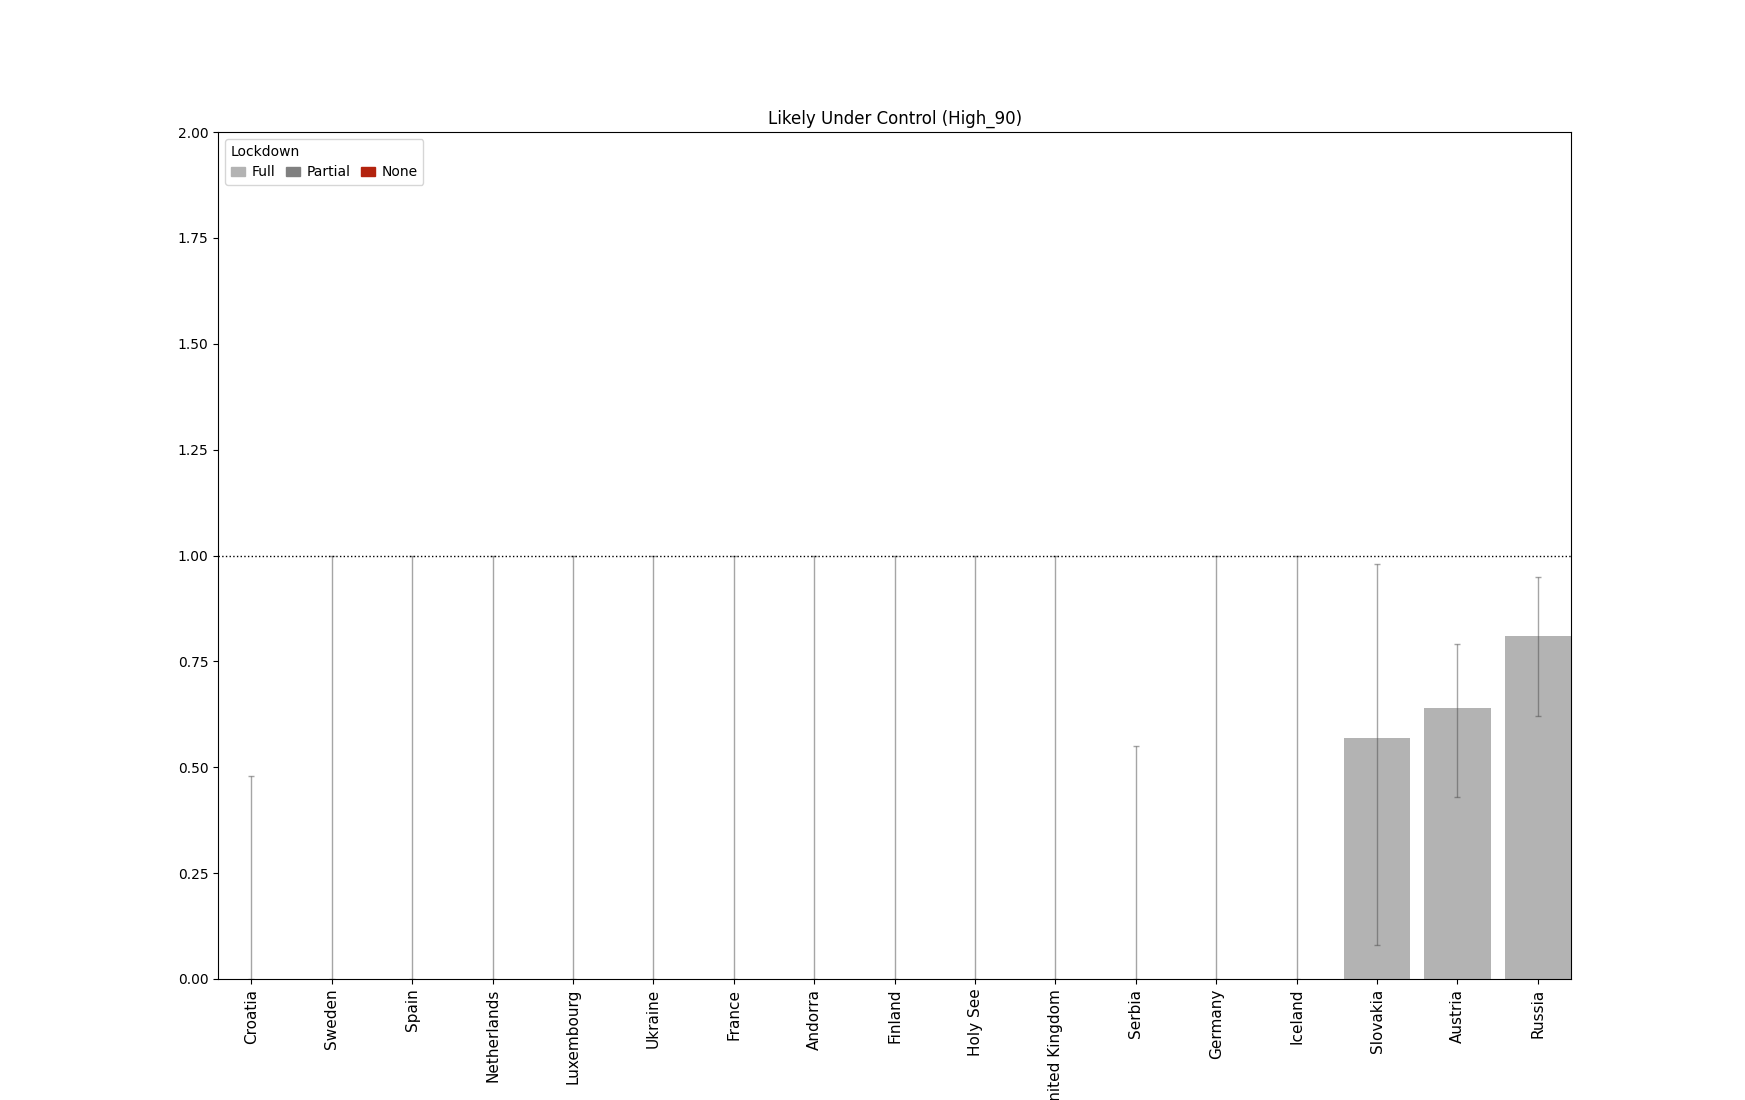 Likely Under Control (High_90)
Lockdown
Full Partial None
2.00
1.75
1.50
1.25
1.00
0.75
0.50
0.25
0.00
Croatia
Sweden
Spain
Netherlands
Luxembourg
Ukraine
France
Andorra
Finland
Holy See
nited Kingdom
Serbia
Germany
Iceland
Slovakia
Austria
Russia